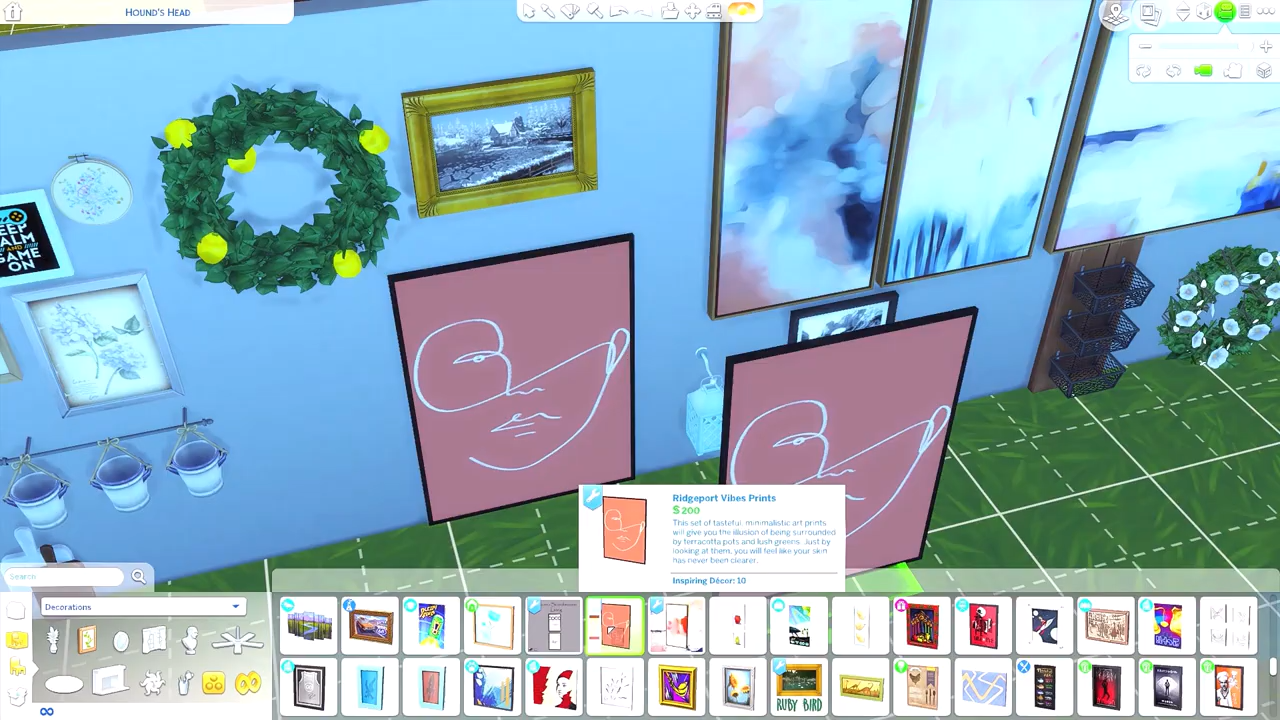 HOUND'S HEAD
KEEP
CALM
AND
GAME
ON
Ridgeport Vibes Prints
$200
This set of tasteful, minimalistic art prints
will give you the illusion of being surrounded
by terracotta pots and lush greens. Just by
looking at them, you will feel like your skin
has never been clearer.
Inspiring Décor: 10
Search
Decorations
RUBY BIRD